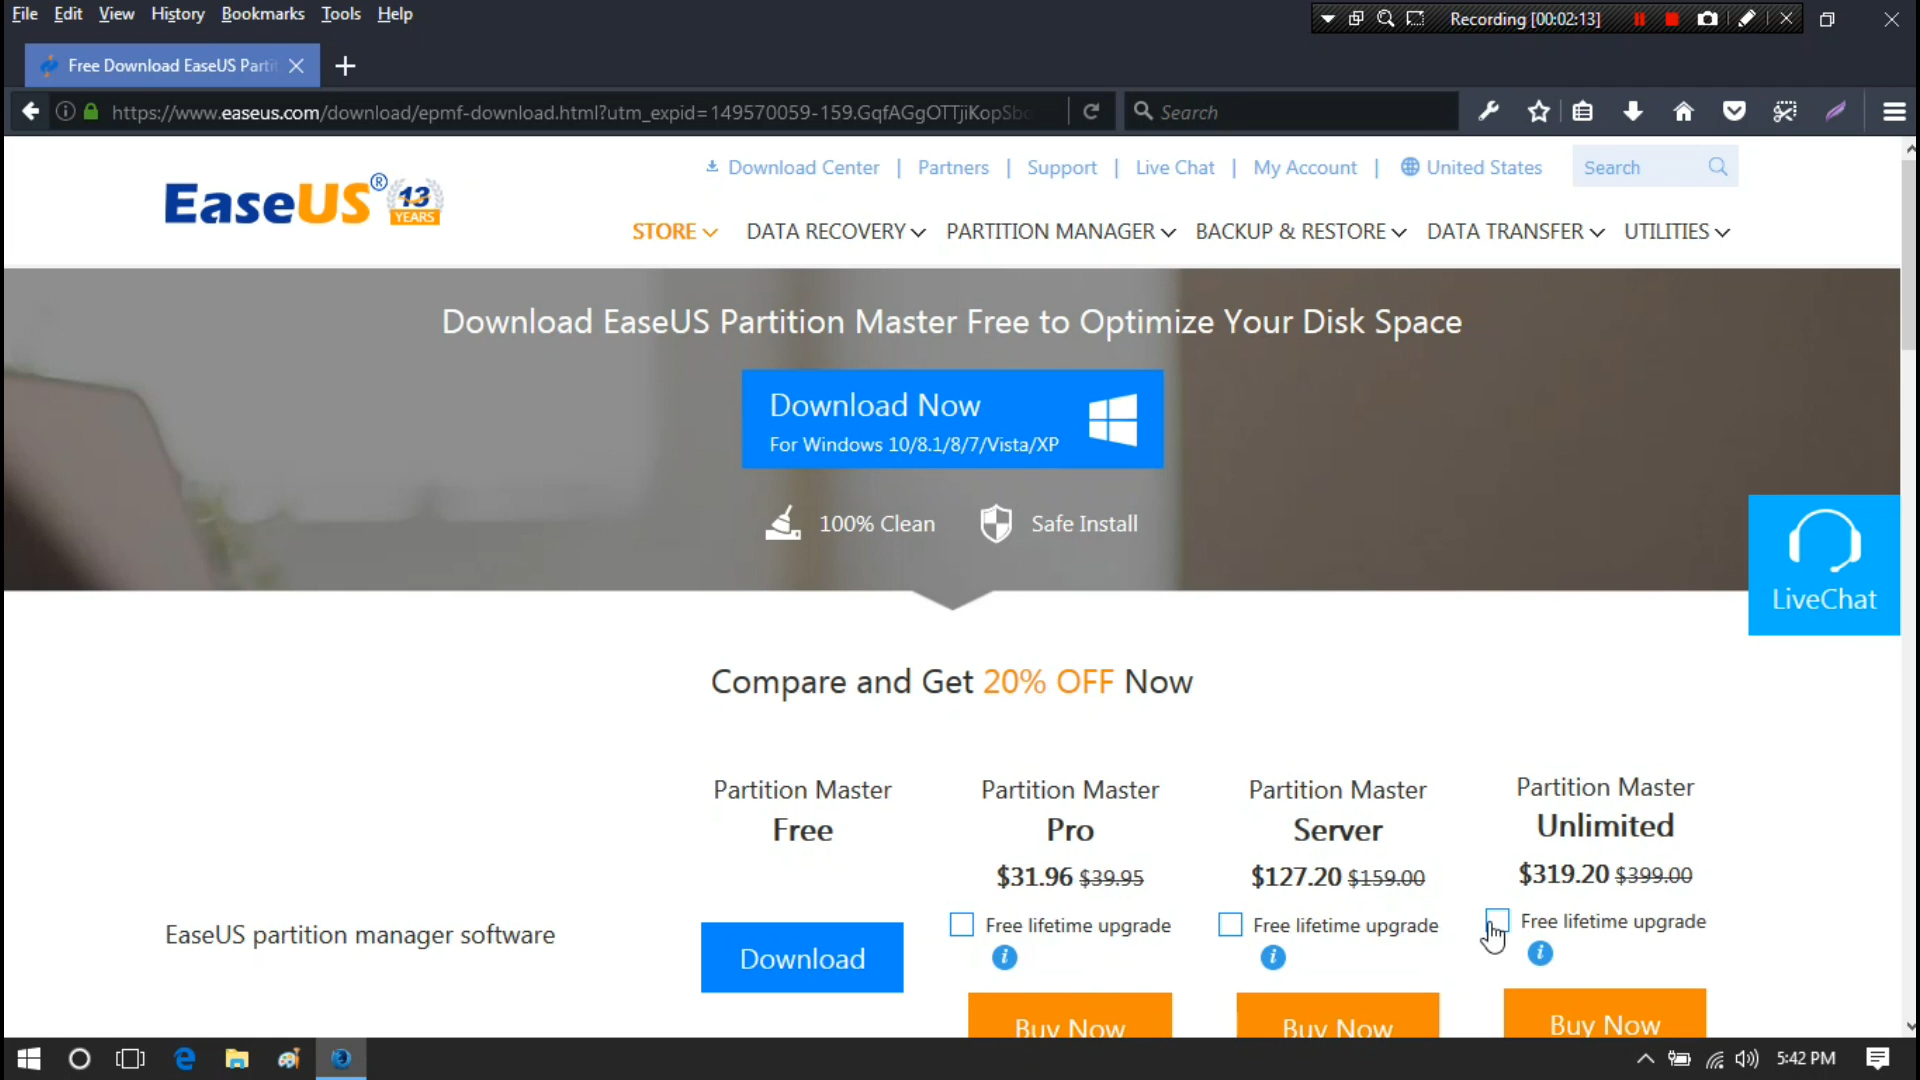 File Edit View History Bookmarks Tools Help
Recording [00:02:13]
Free Download EaseUS Parti
https://www.easeus.com/download/epmf-download.html?utm_expid=149570059-159.GqfAGgOTTjiKopSb
Search
Download Center | Partners | Support | Live Chat | My Account | United States
Search
EaseUS® 13 YEARS
STORE DATA RECOVERY PARTITION MANAGER BACKUP & RESTORE DATA TRANSFER UTILITIES
Download EaseUS Partition Master Free to Optimize Your Disk Space
Download Now
For Windows 10/8.1/8/7/Vista/XP
100% Clean Safe Install
LiveChat
Compare and Get 20% OFF Now
Partition Master Partition Master Partition Master Partition Master
Free Pro Server Unlimited
$31.96 $39.95 $127.20 $159.00 $319.20 $399.00
Free lifetime upgrade Free lifetime upgrade Free lifetime upgrade
EaseUS partition manager software
Download
Buy Now Buy Now Buy Now
5:42 PM